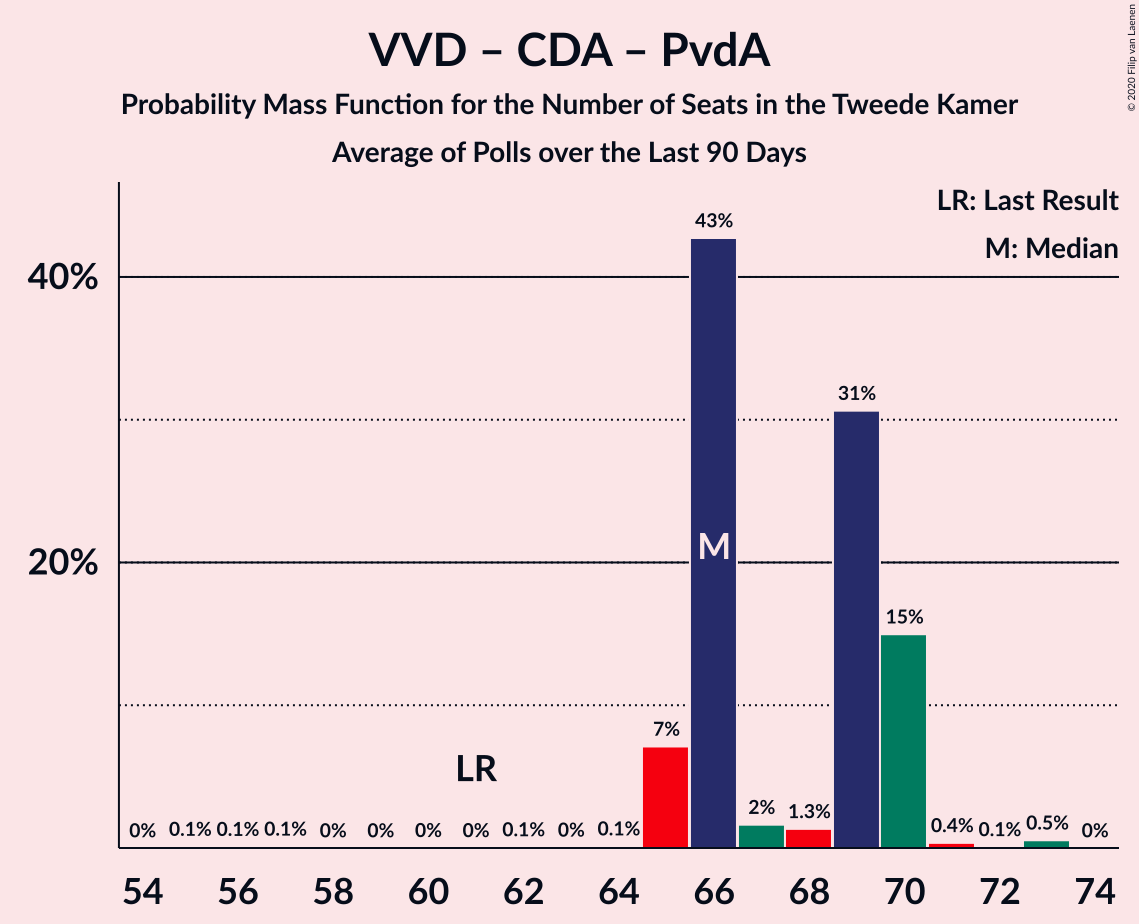 VVD – CDA – PvdA
Probability Mass Function for the Number of Seats in the Tweede Kamer
Average of Polls over the Last 90 Days
© 2020 Filip van Laenen
LR: Last Result
M: Median
43%
40%
31%
M
20%
15%
7%
LR
0% 0.1% 0.1% 0.1% 0% 0% 0% 0% 0.1% 0% 0.1% 2% 1.3% 0.4% 0.1% 0.5% 0%
54 56 58 60 62 64 66 68 70 72 74